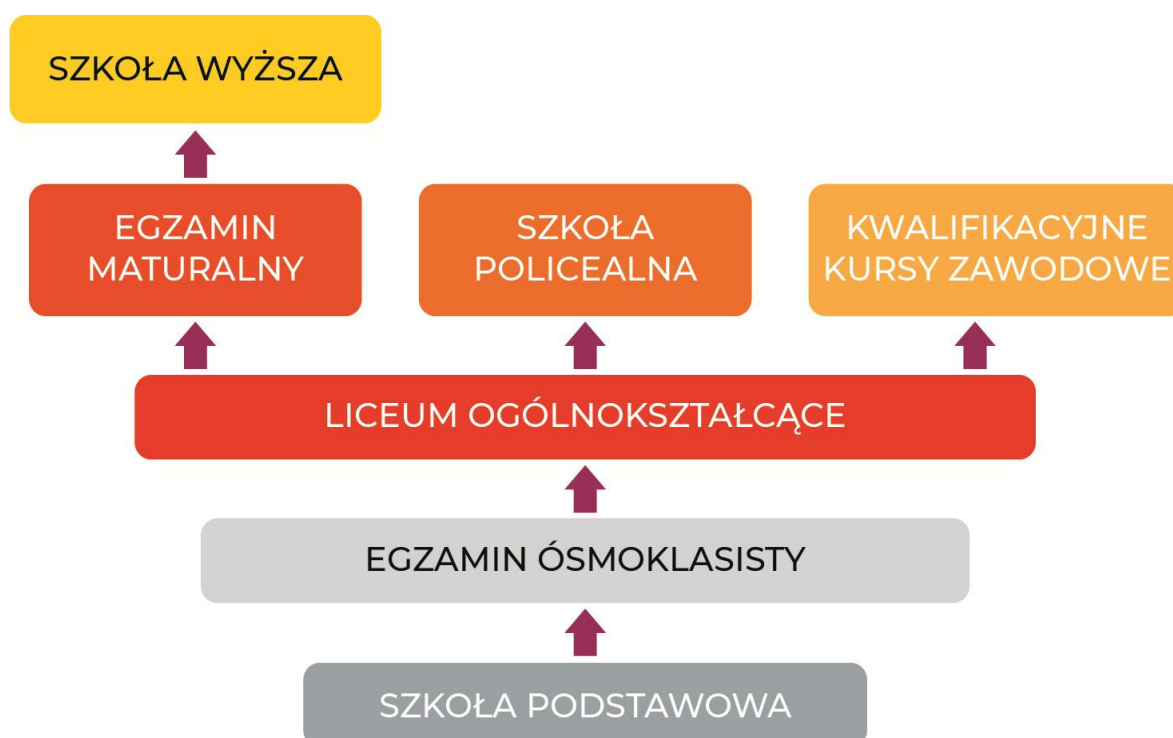 SZKOŁA WYŻSZA
EGZAMIN
MATURALNY
SZKOŁA
POLICEALNA
KWALIFIKACYJNE
KURSY ZAWODOWE
LICEUM OGÓLNOKSZTAŁCĄCE
EGZAMIN ÓSMOKLASISTY
SZKOŁA PODSTAWOWA